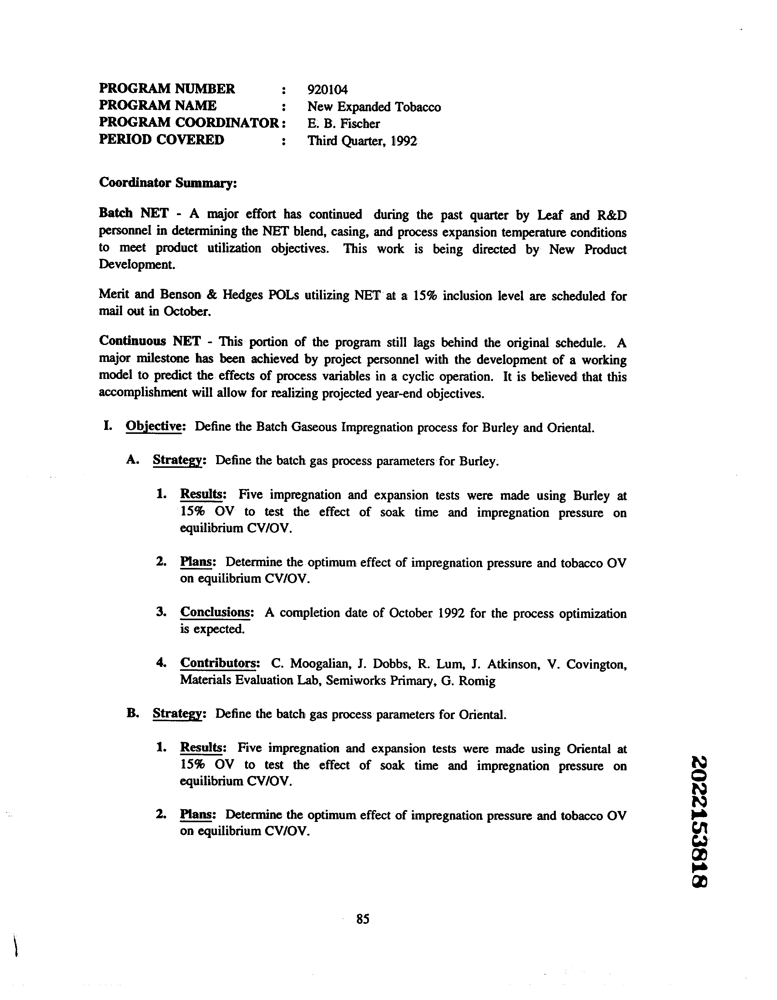 PROGRAM NUMBER : 920104
PROGRAM NAME : New Expanded Tobacco
PROGRAM COORDINATOR: E. B. Fischer
PERIOD COVERED : Third Quarter, 1992
Coordinator Summary:
Batch NET - A major effort has continued during the past quarter by Leaf and R&D
personnel in determining the NET blend, casing, and process expansion temperature conditions
to meet product utilization objectives. This work is being directed by New Product
Development.
Merit and Benson & Hedges POLs utilizing NET at a 15% inclusion level are scheduled for
mail out in October.
Continuous NET - This portion of the program still lags behind the original schedule. A
major milestone has been achieved by project personnel with the development of a working
model to predict the effects of process variables in a cyclic operation. It is believed that this
accomplishment will allow for realizing projected year-end objectives.
I. Objective: Define the Batch Gaseous Impregnation process for Burley and Oriental.
A. Strategy: Define the batch gas process parameters for Burley.
1. Results: Five impregnation and expansion tests were made using Burley at
15% OV to test the effect of soak time and impregnation pressure on
equilibrium CV/OV.
2. Plans: Determine the optimum effect of impregnation pressure and tobacco OV
on equilibrium CV/OV.
3. Conclusions: A completion date of October 1992 for the process optimization
is expected.
4. Contributors: C. Moogalian, J. Dobbs, R. Lum, J. Atkinson, V. Covington,
Materials Evaluation Lab, Semiworks Primary, G. Romig
B. Strategy: Define the batch gas process parameters for Oriental.
1. Results: Five impregnation and expansion tests were made using Oriental at
15% OV to test the effect of soak time and impregnation pressure on
equilibrium CV/OV.
2. Plans: Determine the optimum effect of impregnation pressure and tobacco OV
on equilibrium CV/OV.
85
2022153818